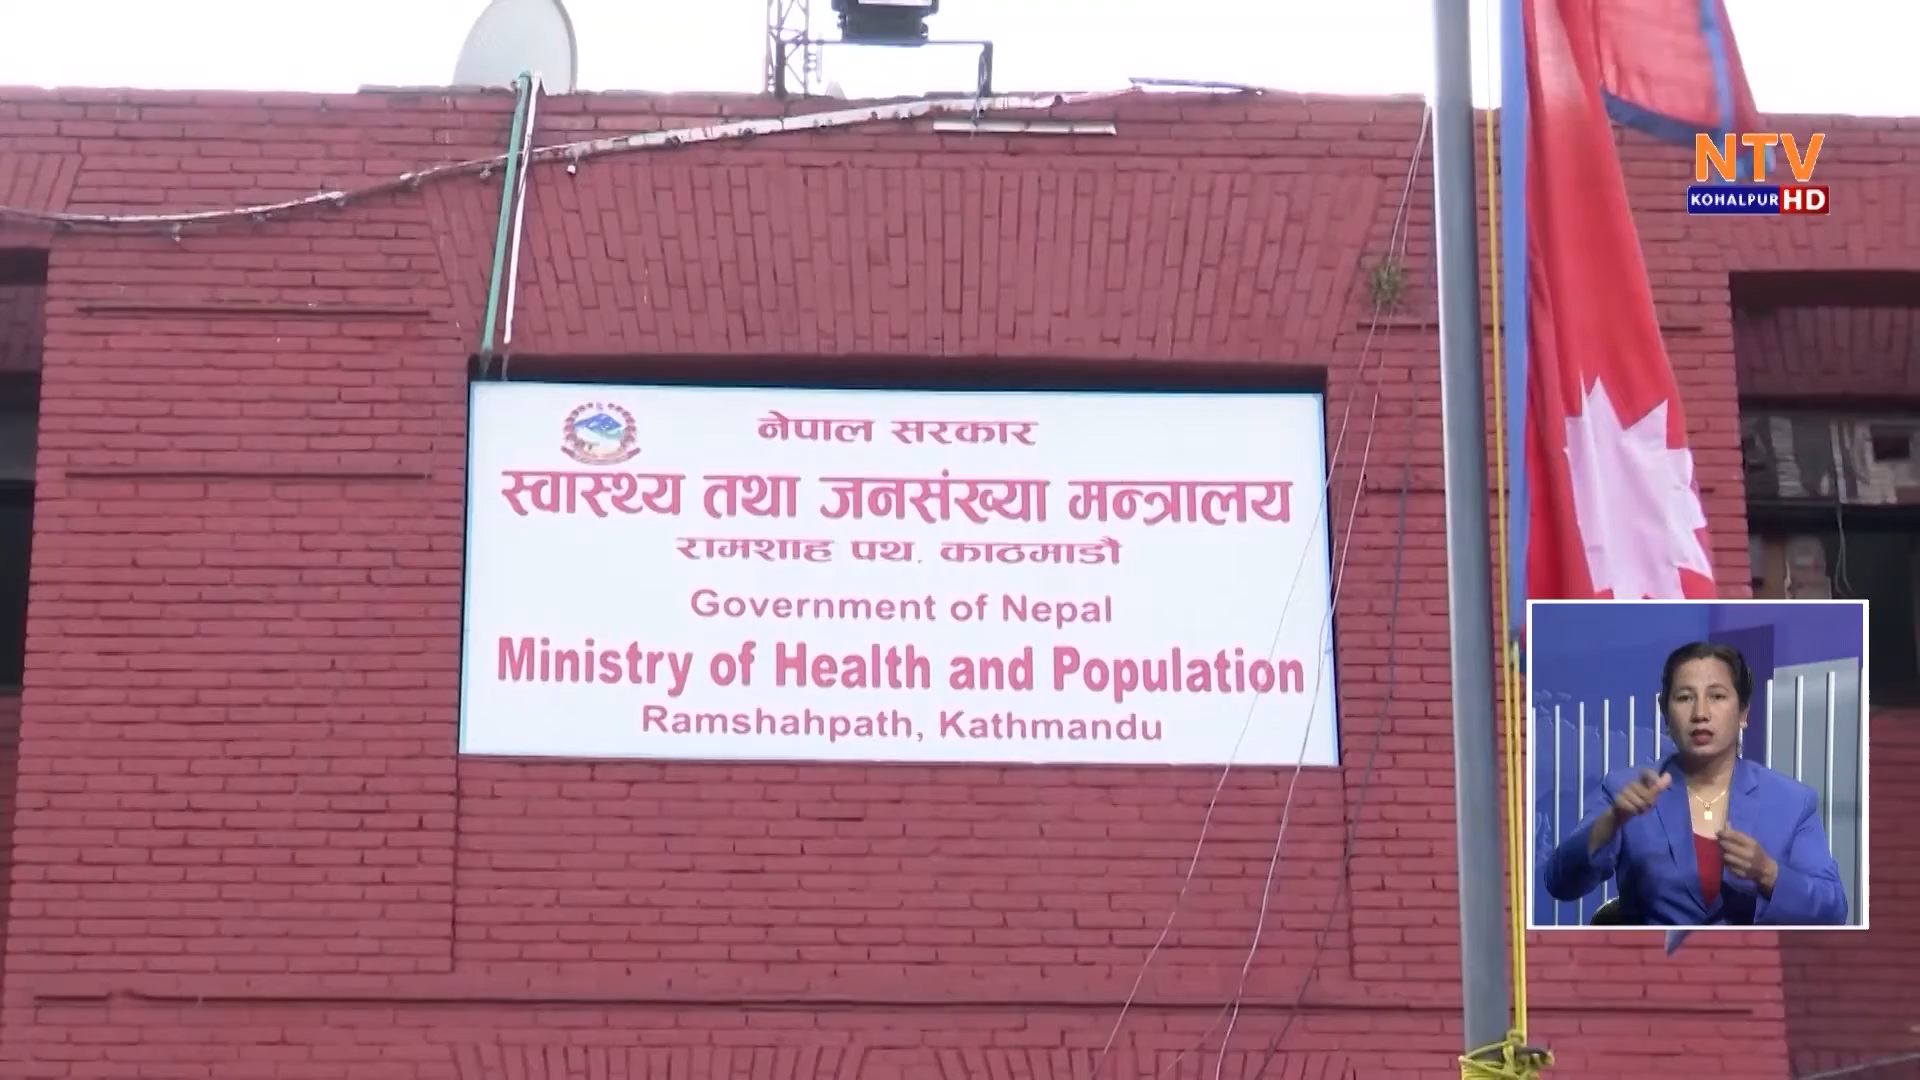 NTV
KOHALPUR HD
नेपाल सरकार
स्वास्थ्य तथा जनसंख्या मन्त्रालय
रामशाह पथ, काठमाडौं
Government of Nepal
Ministry of Health and Population
Ramshahpath, Kathmandu